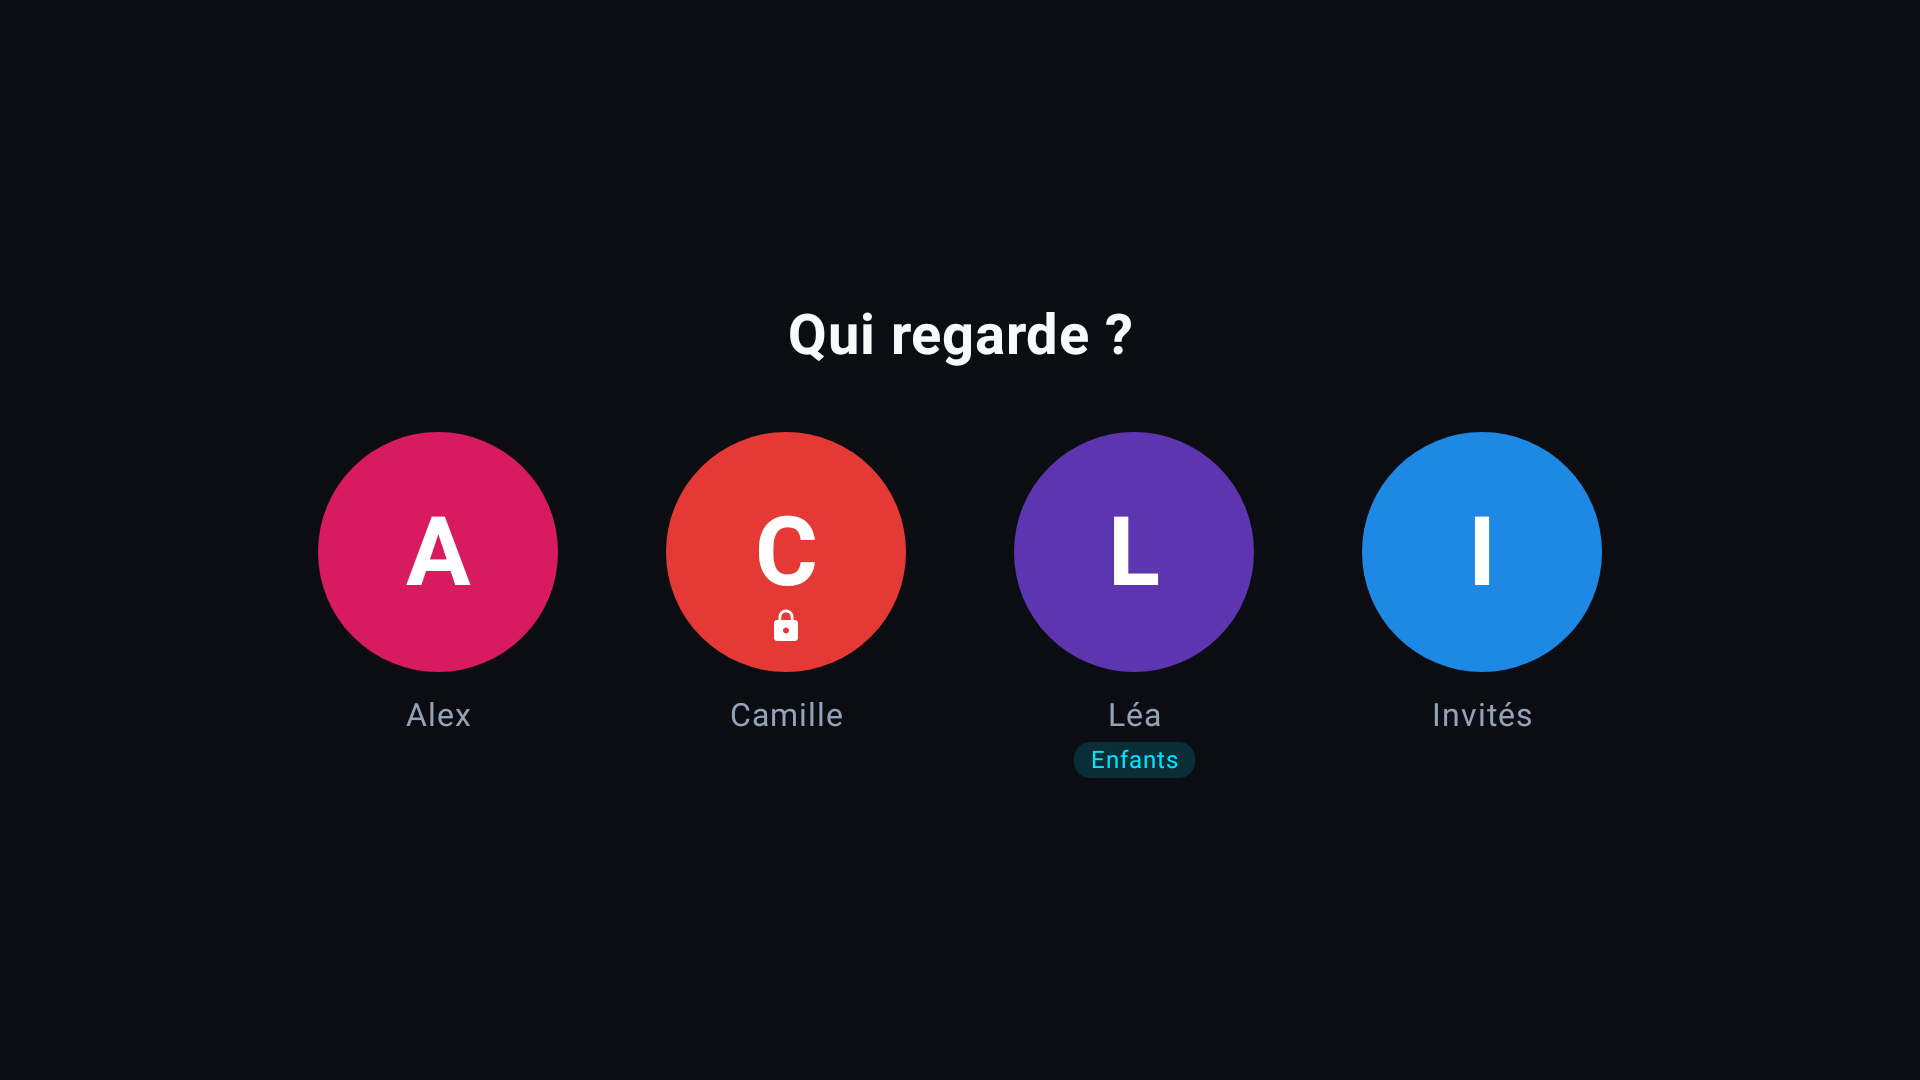 Qui regarde ?
A
C
L
I
Alex
Camille
Léa
Invités
Enfants